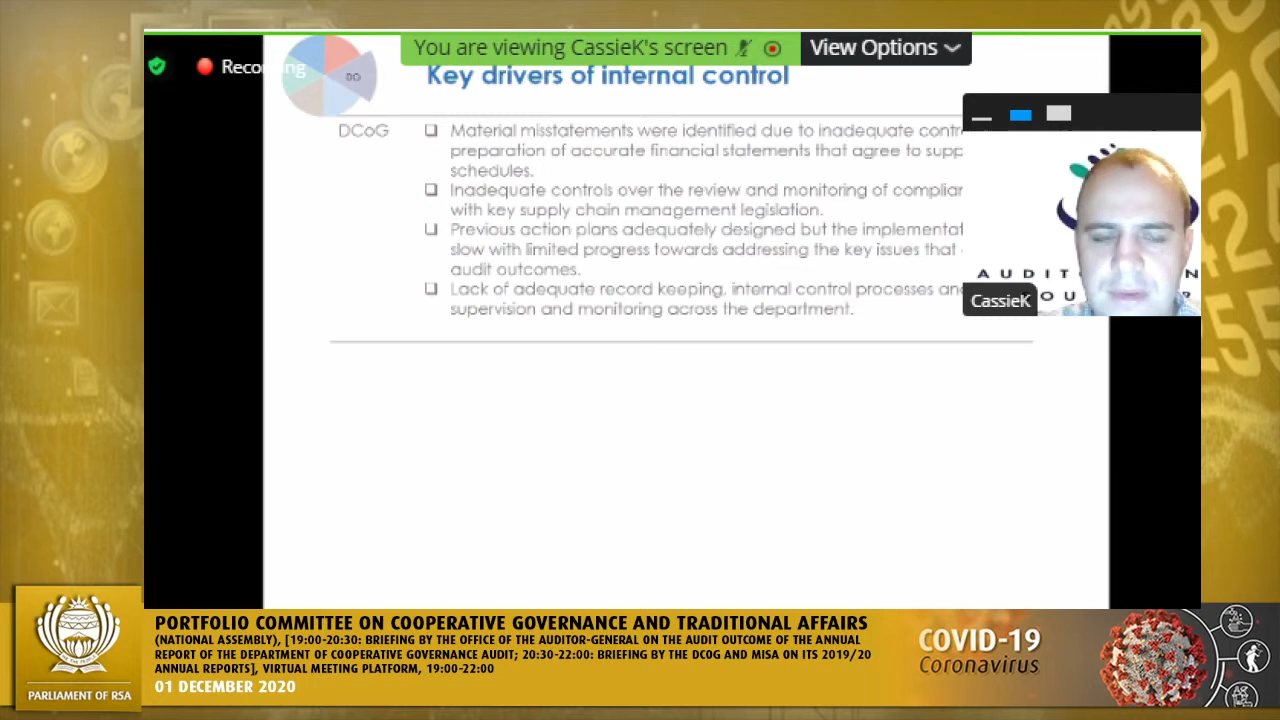 You are viewing CassieK's screen
View Options
Recording
DO
Key drivers of internal control
DCoG
❑ Material misstatements were identified due to inadequate
preparation of accurate financial statements that agree to
schedules.
❑ Inadequate controls over the review and monitoring of
with key supply chain management legislation.
❑ Previous action plans adequately designed but the
slow with limited progress towards addressing the key issues that
audit outcomes.
❑ Lack of adequate record keeping, internal control processes
supervision and monitoring across the department.
CassieK
PORTFOLIO COMMITTEE ON COOPERATIVE GOVERNANCE AND TRADITIONAL AFFAIRS
(NATIONAL ASSEMBLY), [19:00-20:30: BRIEFING BY THE OFFICE OF THE AUDITOR-GENERAL ON THE AUDIT OUTCOME OF THE ANNUAL
REPORT OF THE DEPARTMENT OF COOPERATIVE GOVERNANCE AUDIT; 20:30-22:00: BRIEFING BY THE DCOG AND MISA ON ITS 2019/20
ANNUAL REPORTS], VIRTUAL MEETING PLATFORM, 19:00-22:00
01 DECEMBER 2020
PARLIAMENT OF RSA
COVID-19
Coronavirus